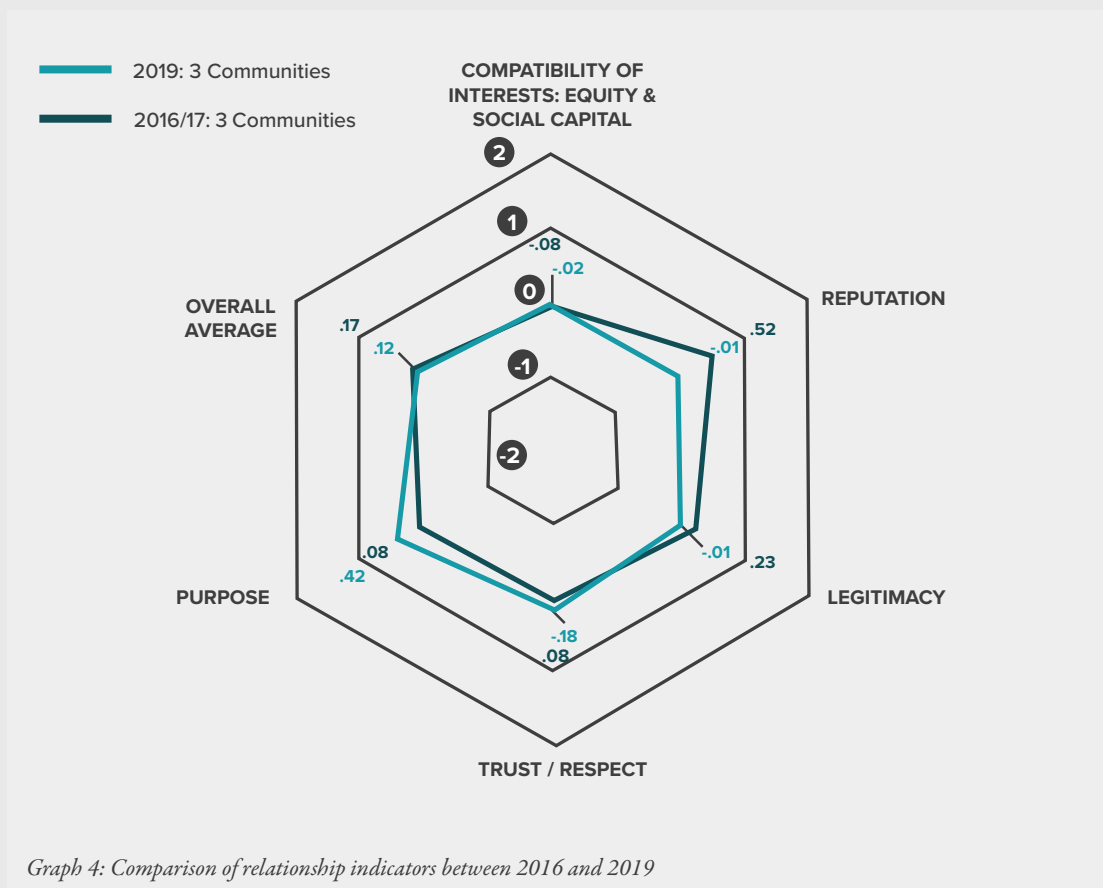 2019: 3 Communities
2016/17: 3 Communities
COMPATIBILITY OF
INTERESTS: EQUITY &
SOCIAL CAPITAL
2
1
-.08
-.02
0
-1
-2
REPUTATION
.52
-.01
OVERALL
AVERAGE
.17
.12
.08
.42
PURPOSE
-.01
.23
LEGITIMACY
-.18
.08
TRUST / RESPECT
Graph 4: Comparison of relationship indicators between 2016 and 2019